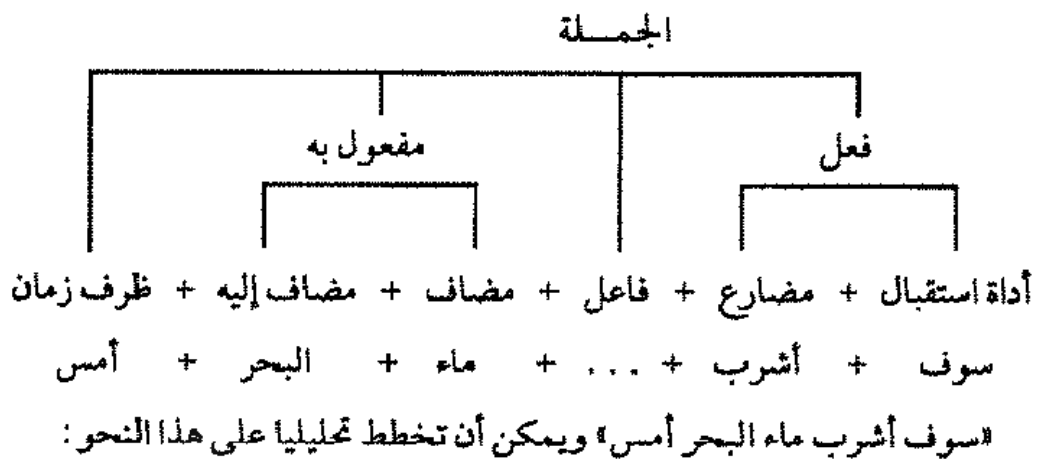 الجمـــلة
فعل مفعول به
أداة استقبال + مضارع + فاعل + مضاف + مضاف إليه + ظرف زمان
سوف + أشرب + . . . + ماء + البحر + أمس
«سوف أشرب ماء البحر أمس» ويمكن أن تخطط تحليليا على هذا النحو :